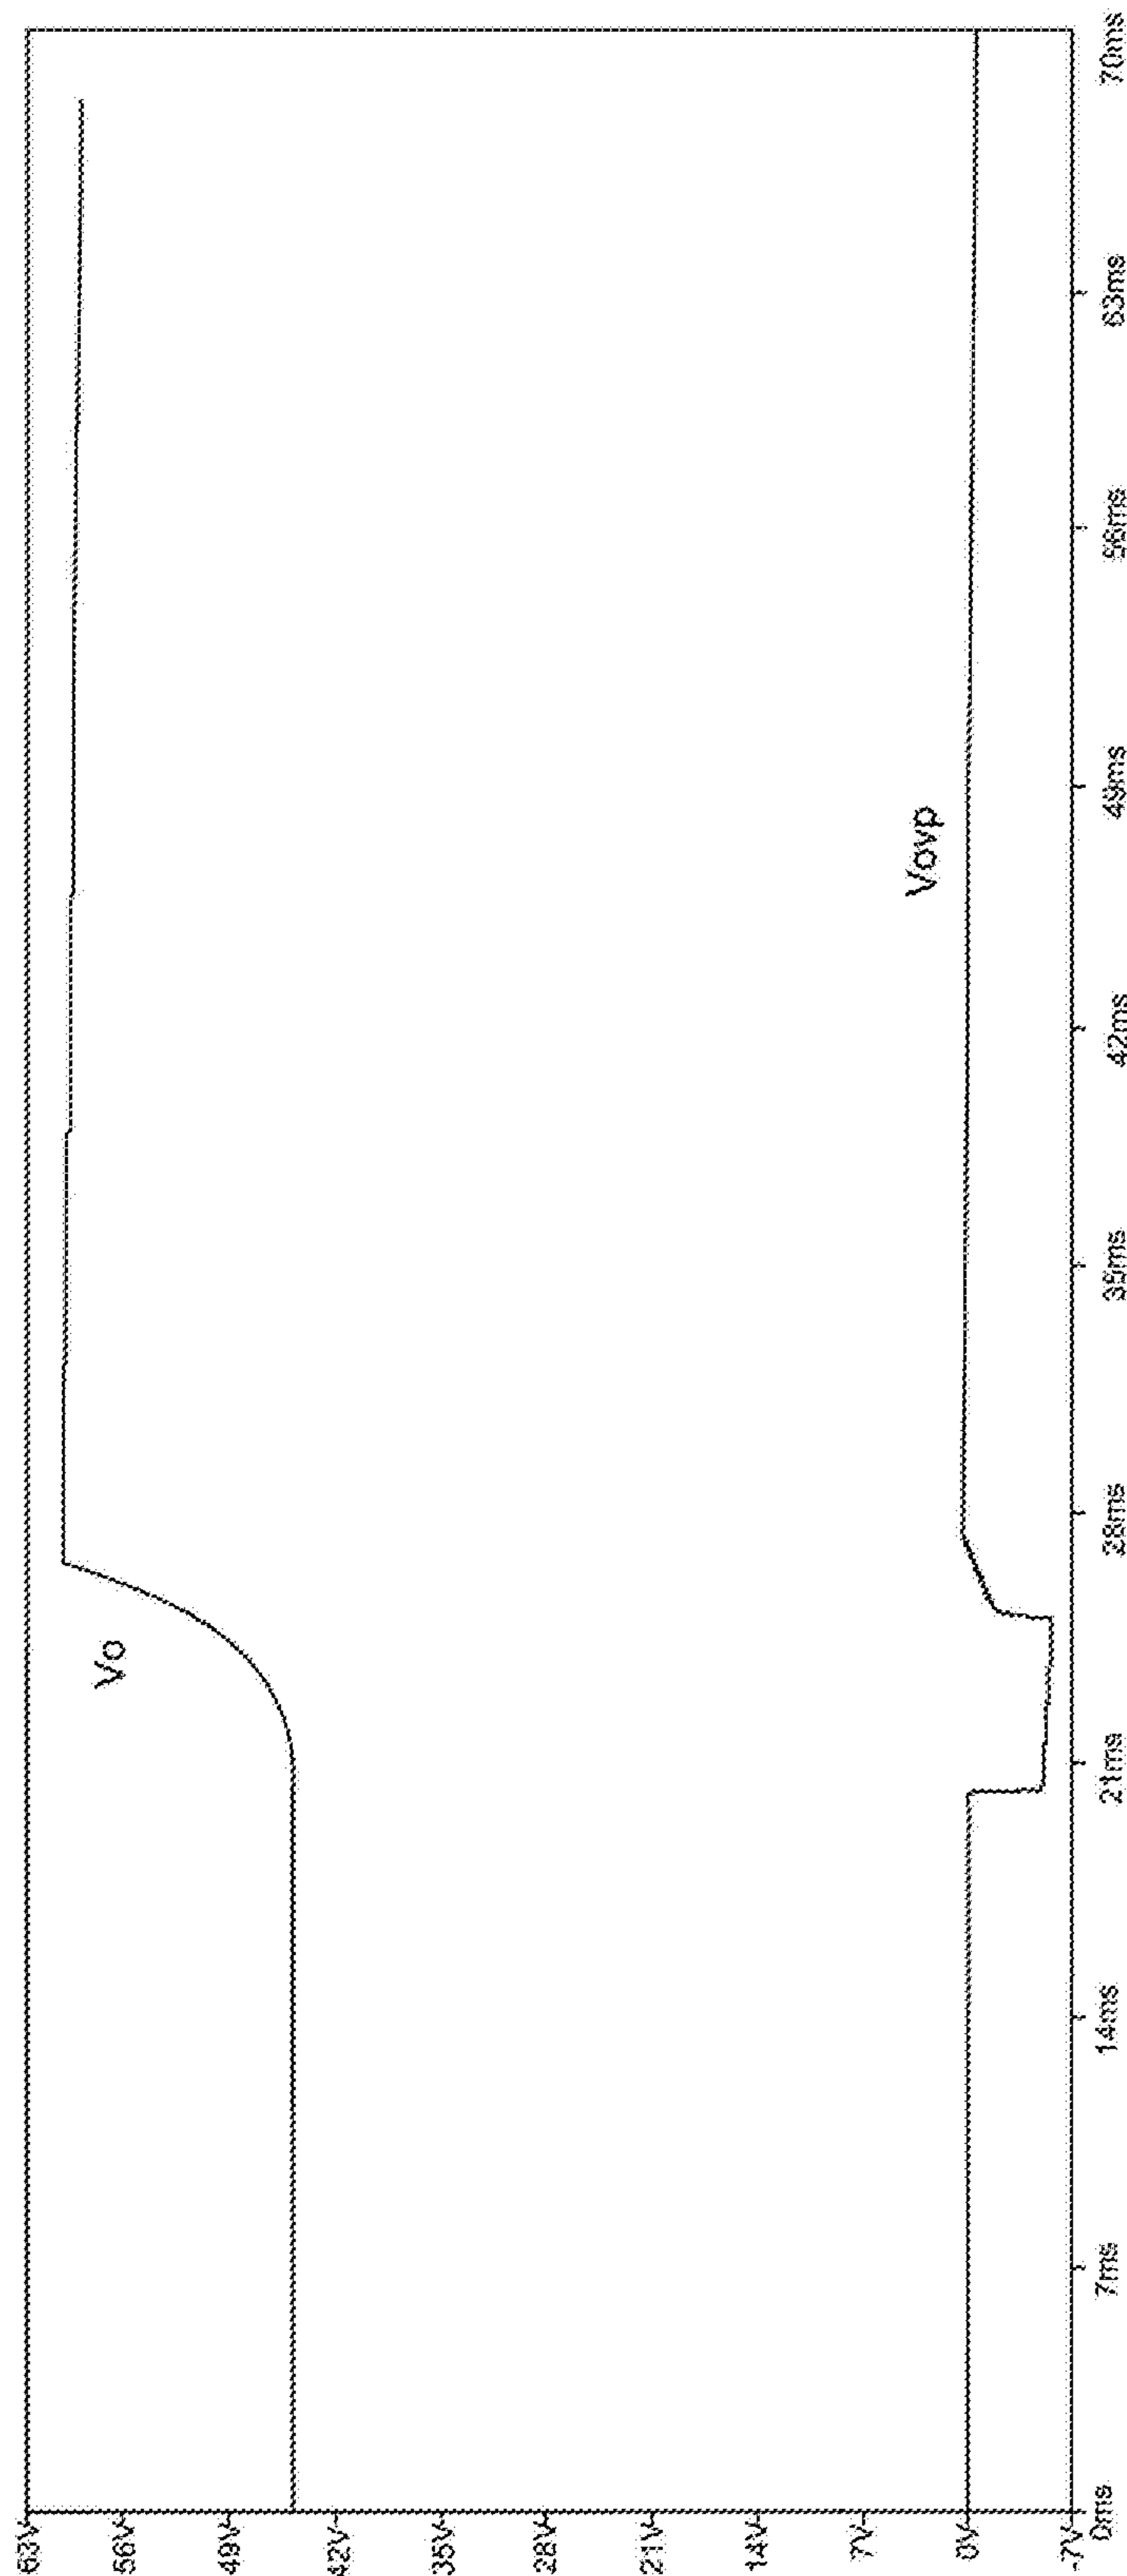 63V
56V
49V
42V
35V
28V
21V
14V
7V
0V
-7V
Vo
Vovp
0ms
7ms
14ms
21ms
28ms
35ms
42ms
49ms
56ms
63ms
70ms